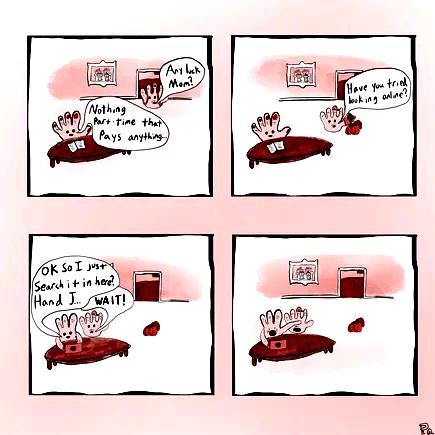 Any luck
Mom?
Nothing
Part-time that
Pays anything.
Have you tried
looking online?
OK So I just
Search it in here?
Hand J...
WAIT!